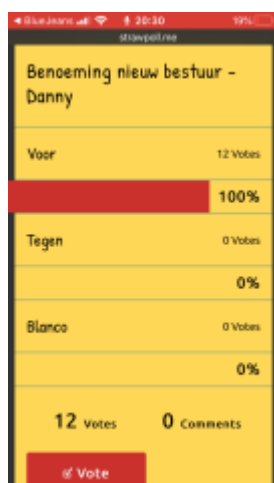 BlueJeans 20:30 19%
strawpoll.me
Benoeming nieuw bestuur -
Danny
Voor 12 Votes
100%
Tegen 0 Votes
0%
Blanco 0 Votes
0%
12 Votes 0 Comments
Vote